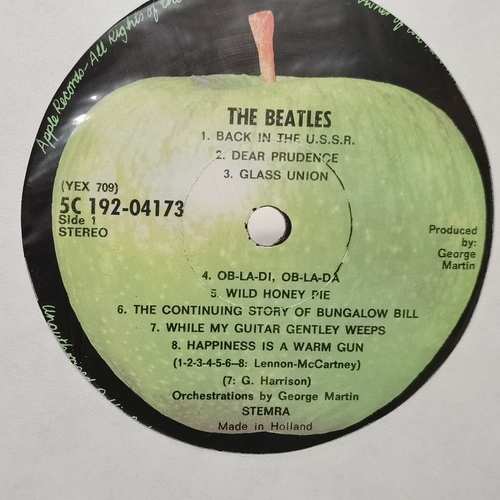 Apple Records - All Rights of the
owner of the
THE BEATLES
1. BACK IN THE U.S.S.R.
2. DEAR PRUDENCE
3. GLASS UNION
(YEX 709)
5C 192-04173
Side 1
STEREO
Produced
by:
George
Martin
4. OB-LA-DI, OB-LA-DA
5. WILD HONEY PIE
6. THE CONTINUING STORY OF BUNGALOW BILL
7. WHILE MY GUITAR GENTLEY WEEPS
8. HAPPINESS IS A WARM GUN
(1-2-3-4-5-6-8: Lennon-McCartney)
(7: G. Harrison)
Orchestrations by George Martin
STEMRA
Made in Holland
Unauthorized